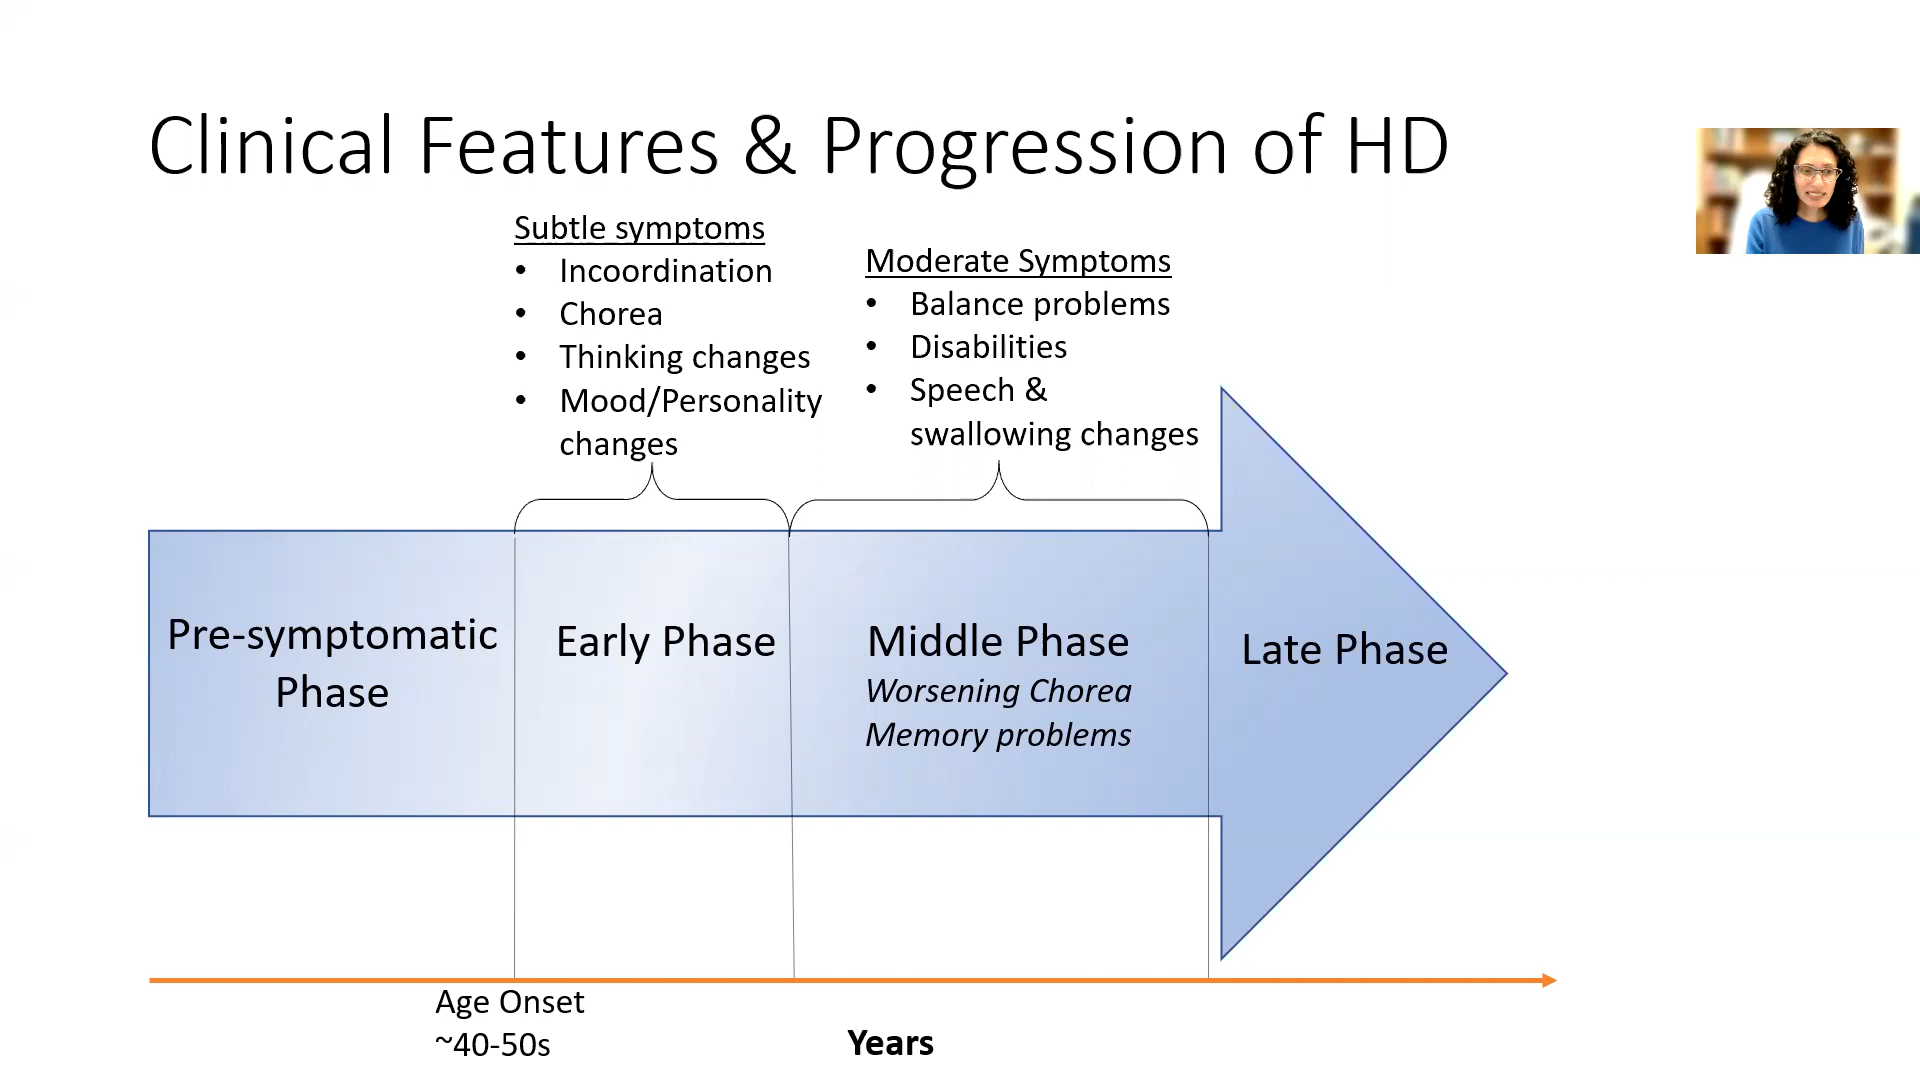 Clinical Features & Progression of HD
Subtle symptoms
• Incoordination
• Chorea
• Thinking changes
• Mood/Personality
changes
Moderate Symptoms
• Balance problems
• Disabilities
• Speech &
swallowing changes
Pre-symptomatic
Phase
Early Phase
Middle Phase
Worsening Chorea
Memory problems
Late Phase
Age Onset
~40-50s
Years